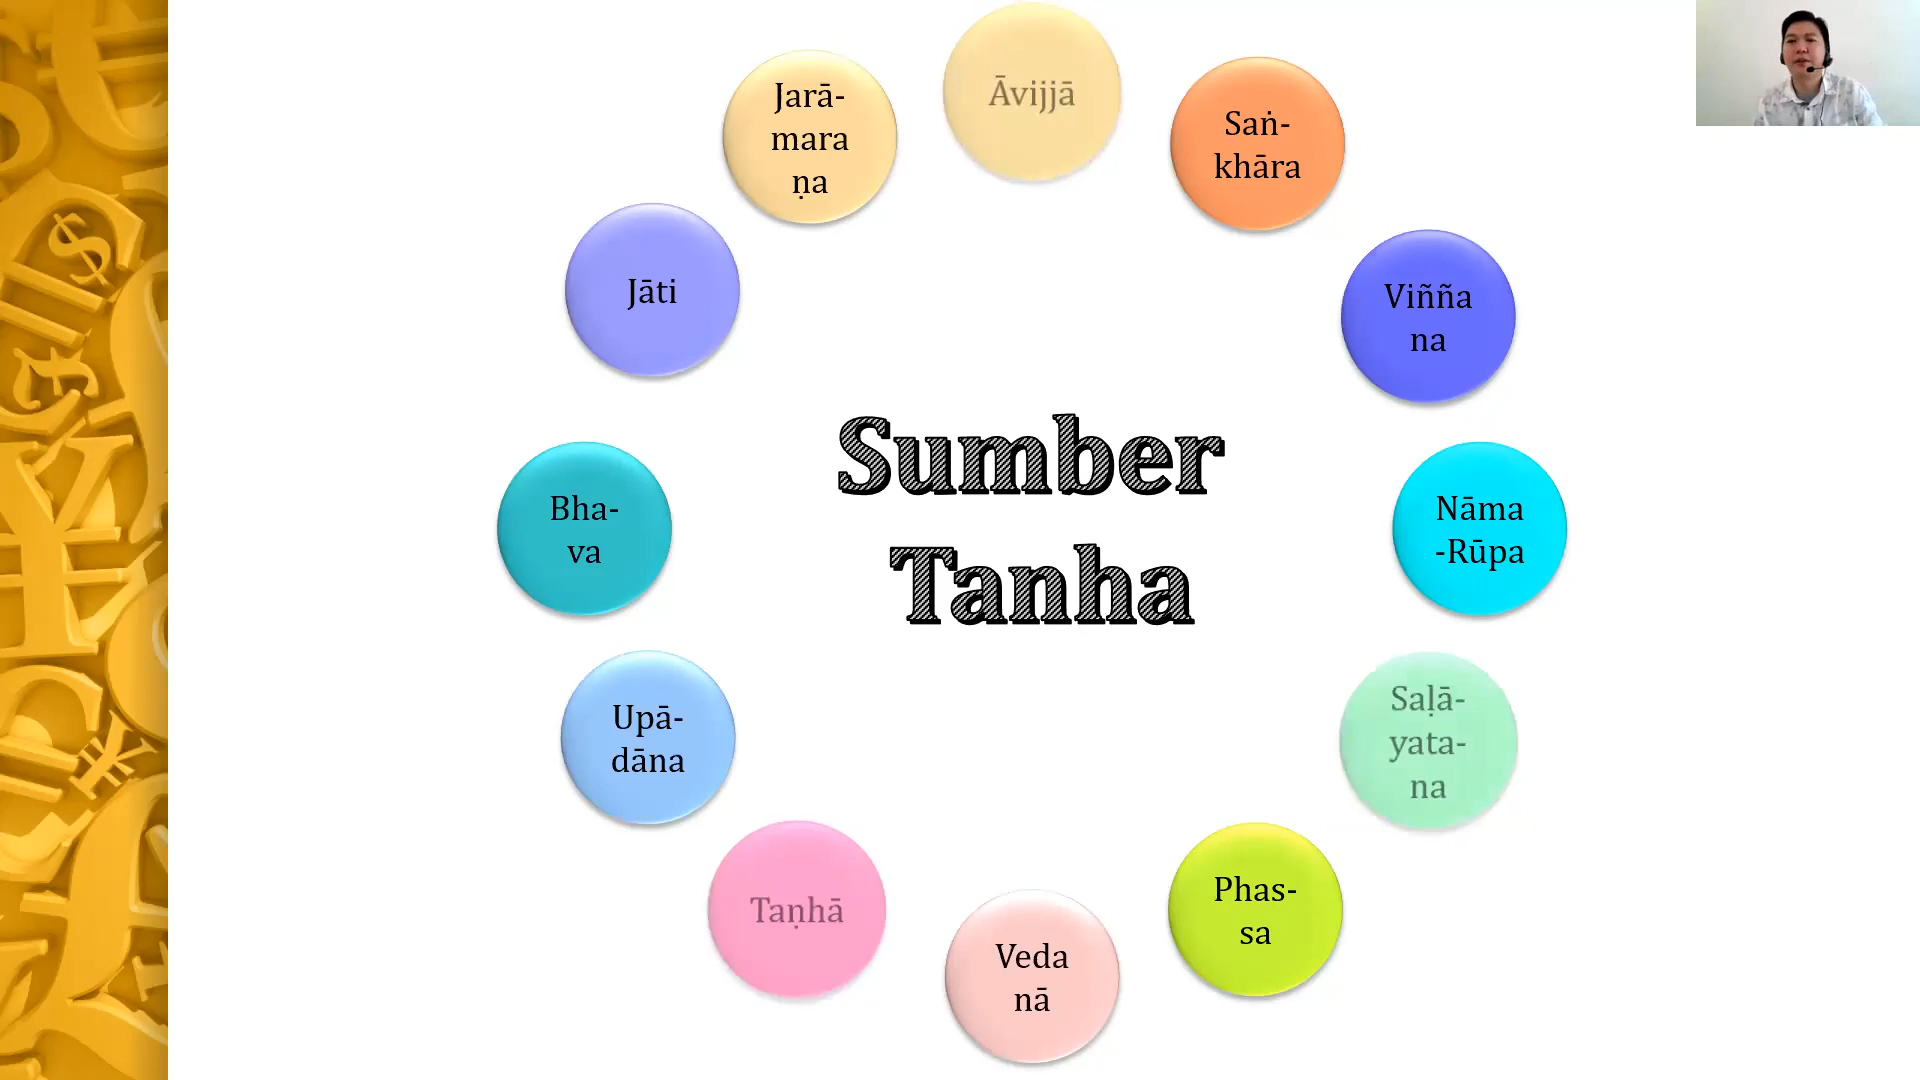 Āvijjā
Saṅ-
khāra
Viñña
na
Nāma
-Rūpa
Saḷā-
yata-
na
Phas-
sa
Veda
nā
Taṇhā
Upā-
dāna
Bha-
va
Jāti
Jarā-
mara
ṇa
Sumber
Tanha